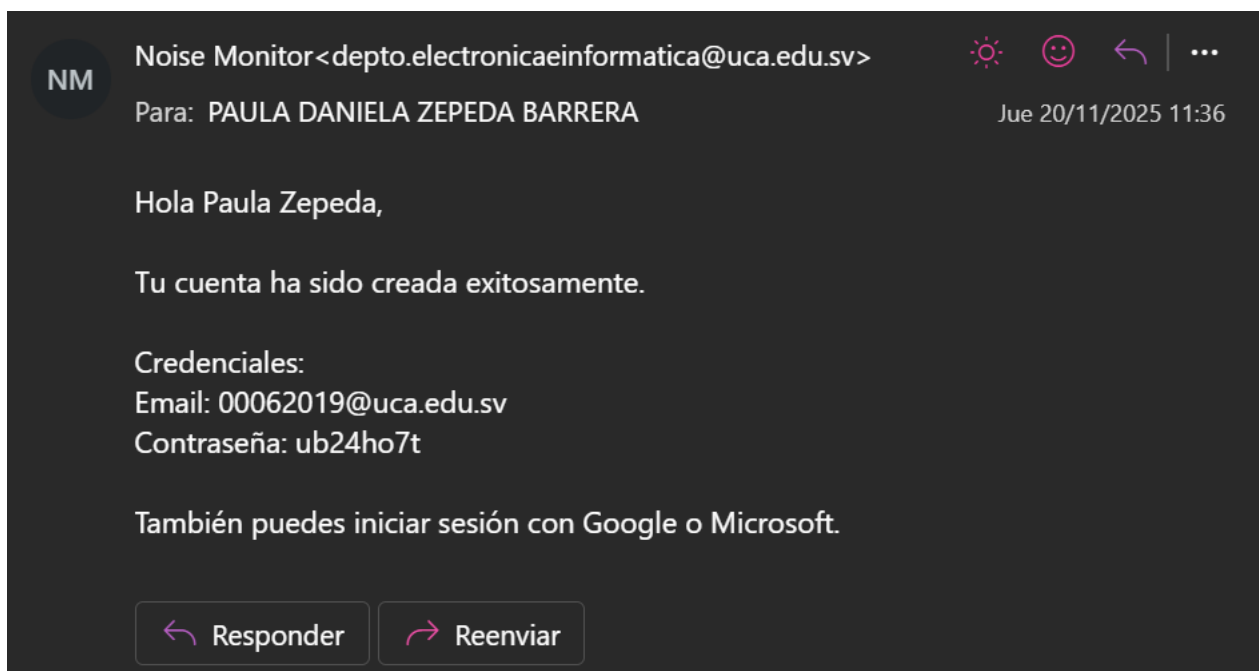 NM
Noise Monitor<depto.electronicaeinformatica@uca.edu.sv>
Para: PAULA DANIELA ZEPEDA BARRERA
Jue 20/11/2025 11:36
Hola Paula Zepeda,
Tu cuenta ha sido creada exitosamente.
Credenciales:
Email: 00062019@uca.edu.sv
Contraseña: ub24ho7t
También puedes iniciar sesión con Google o Microsoft.
Responder
Reenviar